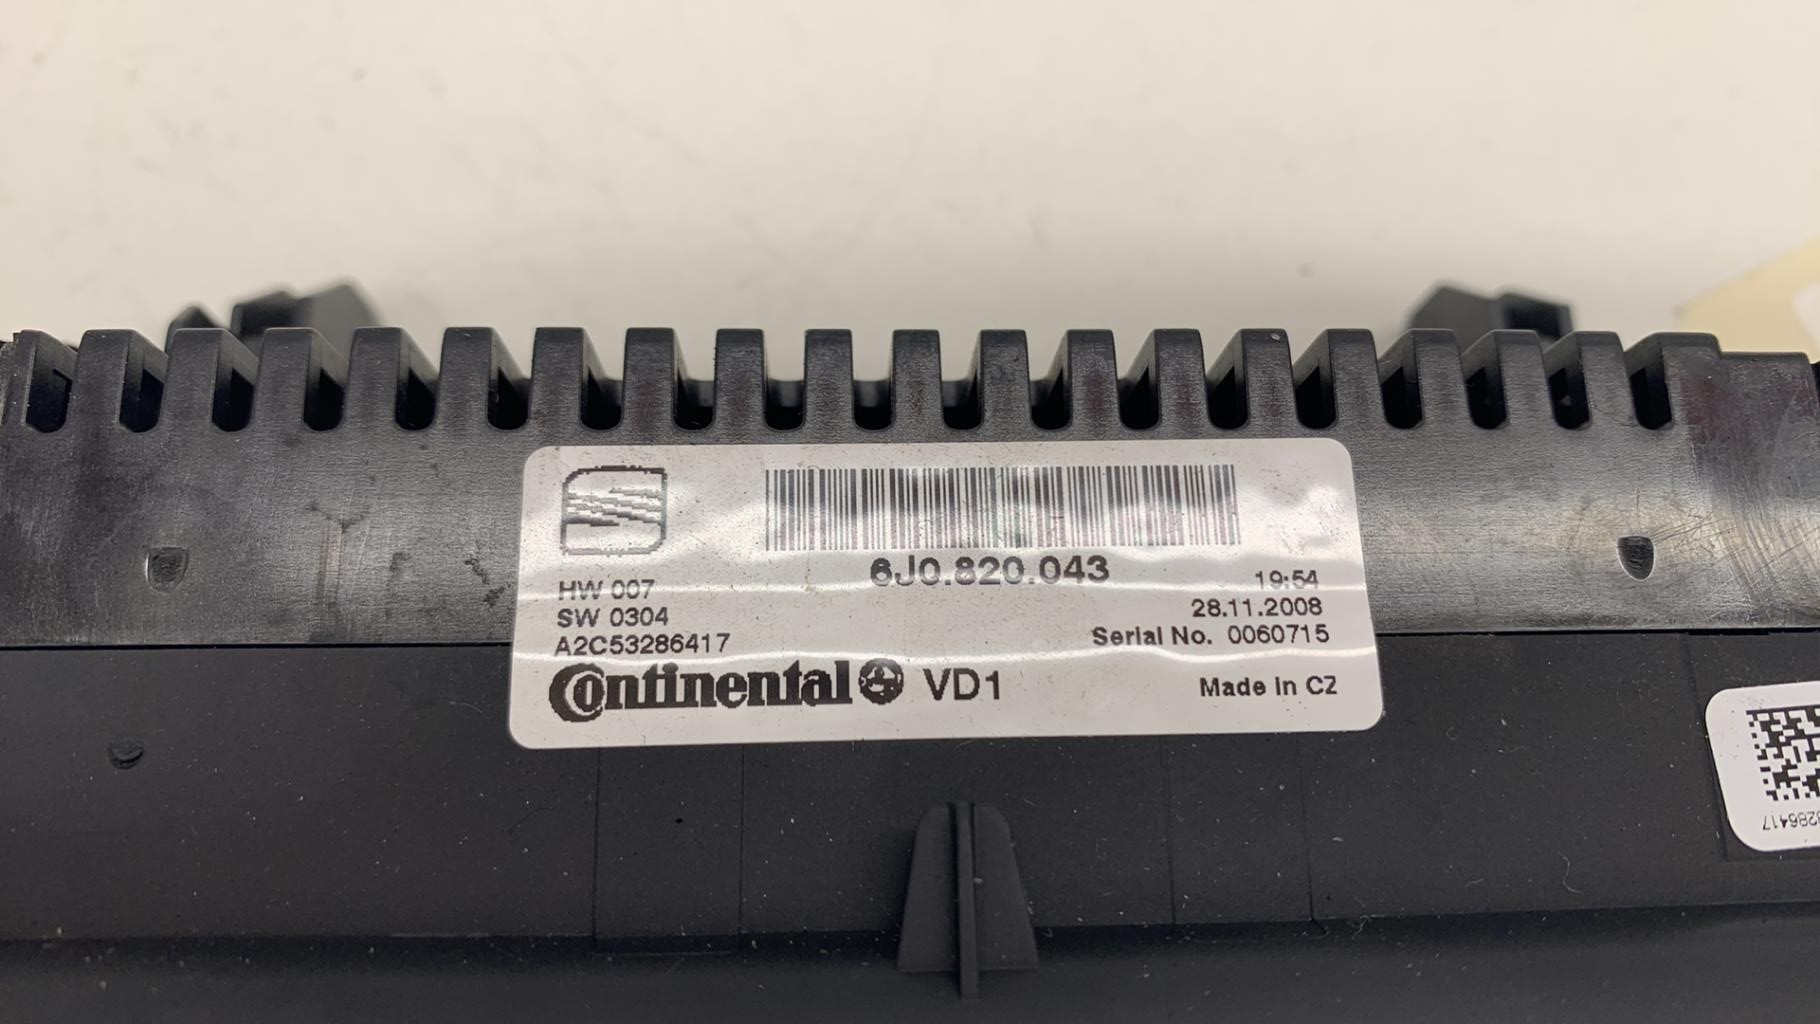 6J0.820.043
HW 007
19:54
SW 0304
28.11.2008
A2C53286417
Serial No. 0060715
Continental VD1
Made in CZ
3286417